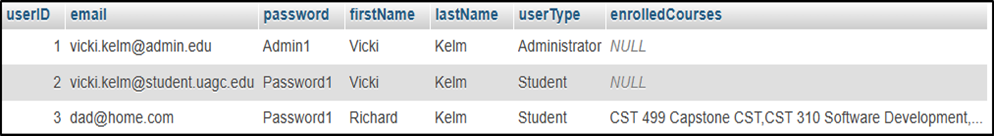 userID email password firstName lastName userType enrolledCourses
1 vicki.kelm@admin.edu Admin1 Vicki Kelm Administrator NULL
2 vicki.kelm@student.uagc.edu Password1 Vicki Kelm Student NULL
3 dad@home.com Password1 Richard Kelm Student CST 499 Capstone CST,CST 310 Software Development,...